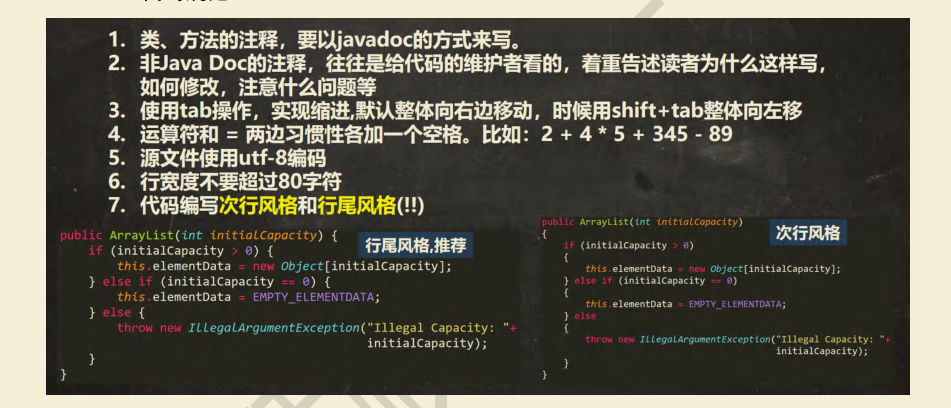 1. 类、方法的注释，要以javadoc的方式来写。
2. 非Java Doc的注释，往往是给代码的维护者看的，着重告述读者为什么这样写，
如何修改，注意什么问题等
3. 使用tab操作，实现缩进,默认整体向右边移动，时候用shift+tab整体向左移
4. 运算符和 = 两边习惯性各加一个空格。比如：2 + 4 * 5 + 345 - 89
5. 源文件使用utf-8编码
6. 行宽度不要超过80字符
7. 代码编写次行风格和行尾风格(!!)
public ArrayList(int initialCapacity) {
行尾风格,推荐
if (initialCapacity > 0) {
this.elementData = new Object[initialCapacity];
} else if (initialCapacity == 0) {
this.elementData = EMPTY_ELEMENTDATA;
} else {
throw new IllegalArgumentException("Illegal Capacity: "+
initialCapacity);
}
}
public ArrayList(int initialCapacity)
次行风格
{
if (initialCapacity > 0)
{
this.elementData = new Object[initialCapacity];
} else if (initialCapacity == 0)
{
this.elementData = EMPTY_ELEMENTDATA;
} else
{
throw new IllegalArgumentException("Illegal Capacity: "+
initialCapacity);
}
}